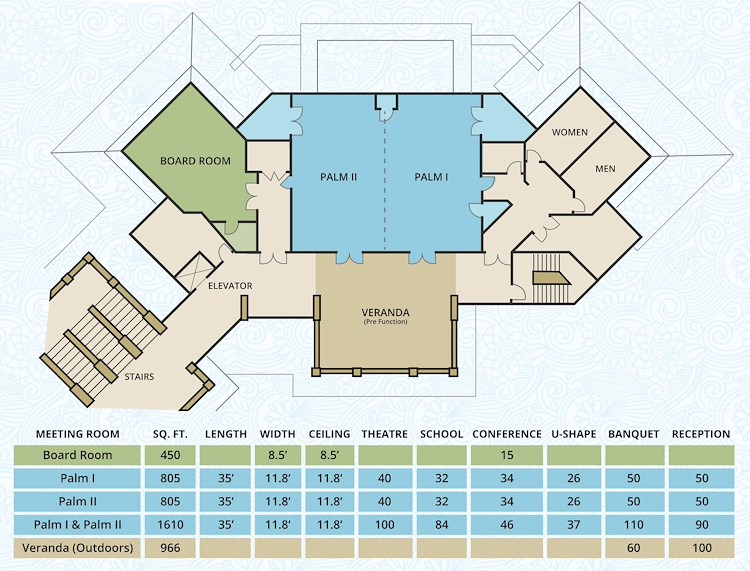 WOMEN
BOARD ROOM
MEN
PALM II
PALM I
ELEVATOR
VERANDA
(Pre Function)
STAIRS
MEETING ROOM SQ. FT. LENGTH WIDTH CEILING THEATRE SCHOOL CONFERENCE U-SHAPE BANQUET RECEPTION
Board Room 450 8.5' 8.5' 15
Palm I 805 35' 11.8' 11.8' 40 32 34 26 50 50
Palm II 805 35' 11.8' 11.8' 40 32 34 26 50 50
Palm I & Palm II 1610 35' 11.8' 11.8' 100 84 46 37 110 90
Veranda (Outdoors) 966 60 100